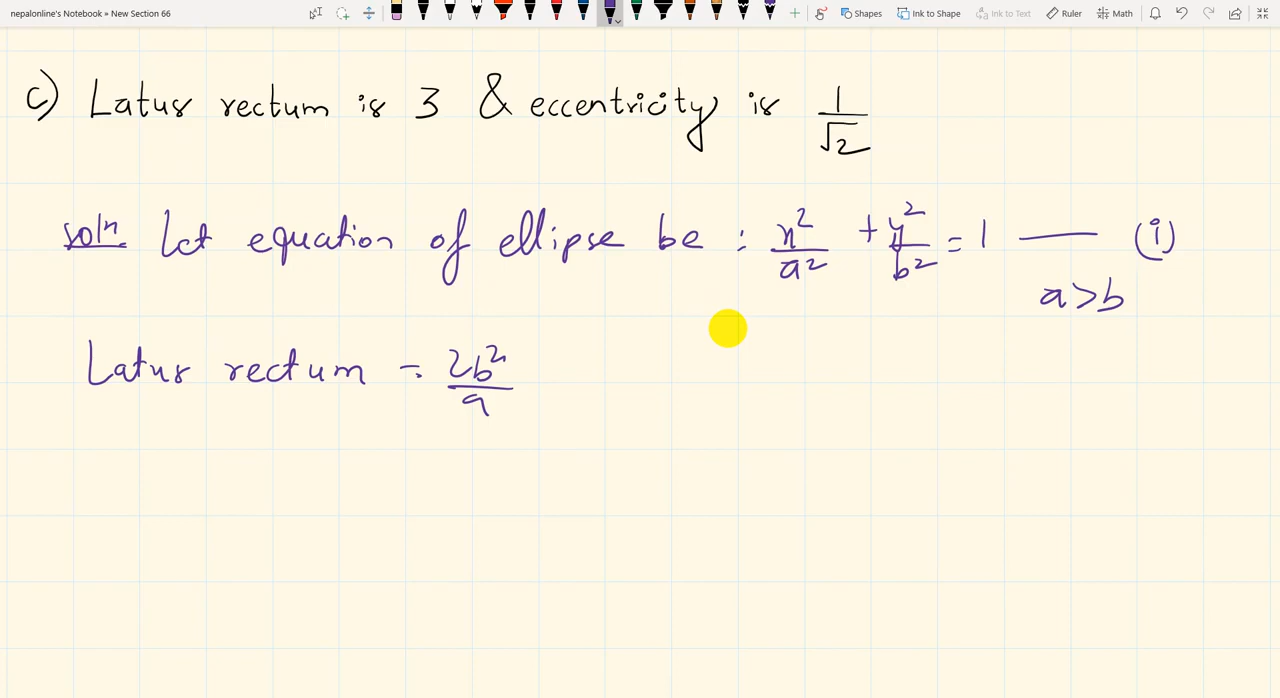 nepalonline's Notebook » New Section 66
Shapes Ink to Shape Ink to Text Ruler Math
c) Latus rectum is 3 & eccentricity is 1/√2
soln Let equation of ellipse be : x²/a² + y²/b² = 1 —— (i)
a > b
Latus rectum = 2b²/a